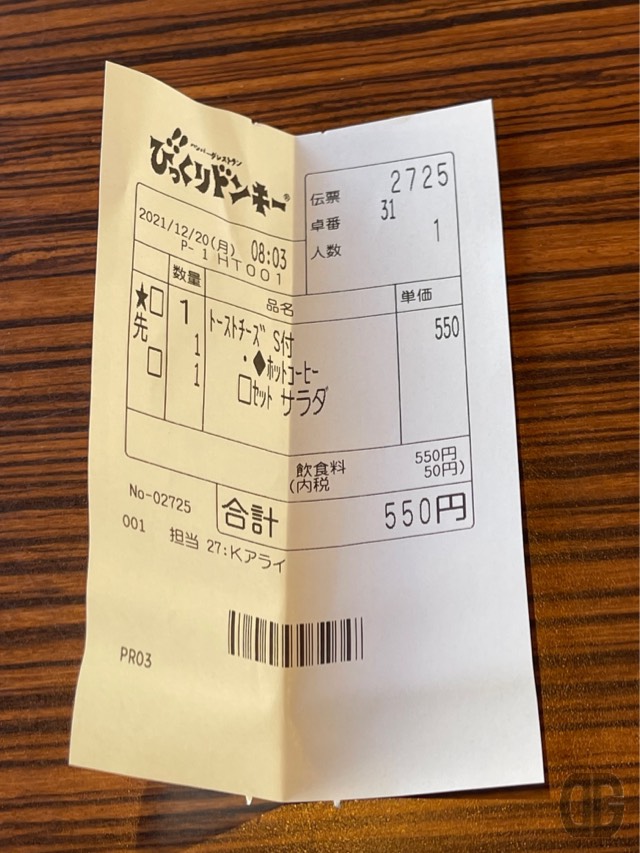 ハンバーグレストラン
びっくりドンキー®
伝票 2725
卓番 31
人数 1
2021/12/20(月) 08:03
P-1 HT001
数量 品名 単価
★□ 1 トーストチーズ S付 550
先 1 ・◆ホットコーヒー
□ 1 □セット サラダ
飲食料 550円
(内税 50円)
合計 550円
No-02725
001 担当 27:Kアライ
PR03
DG